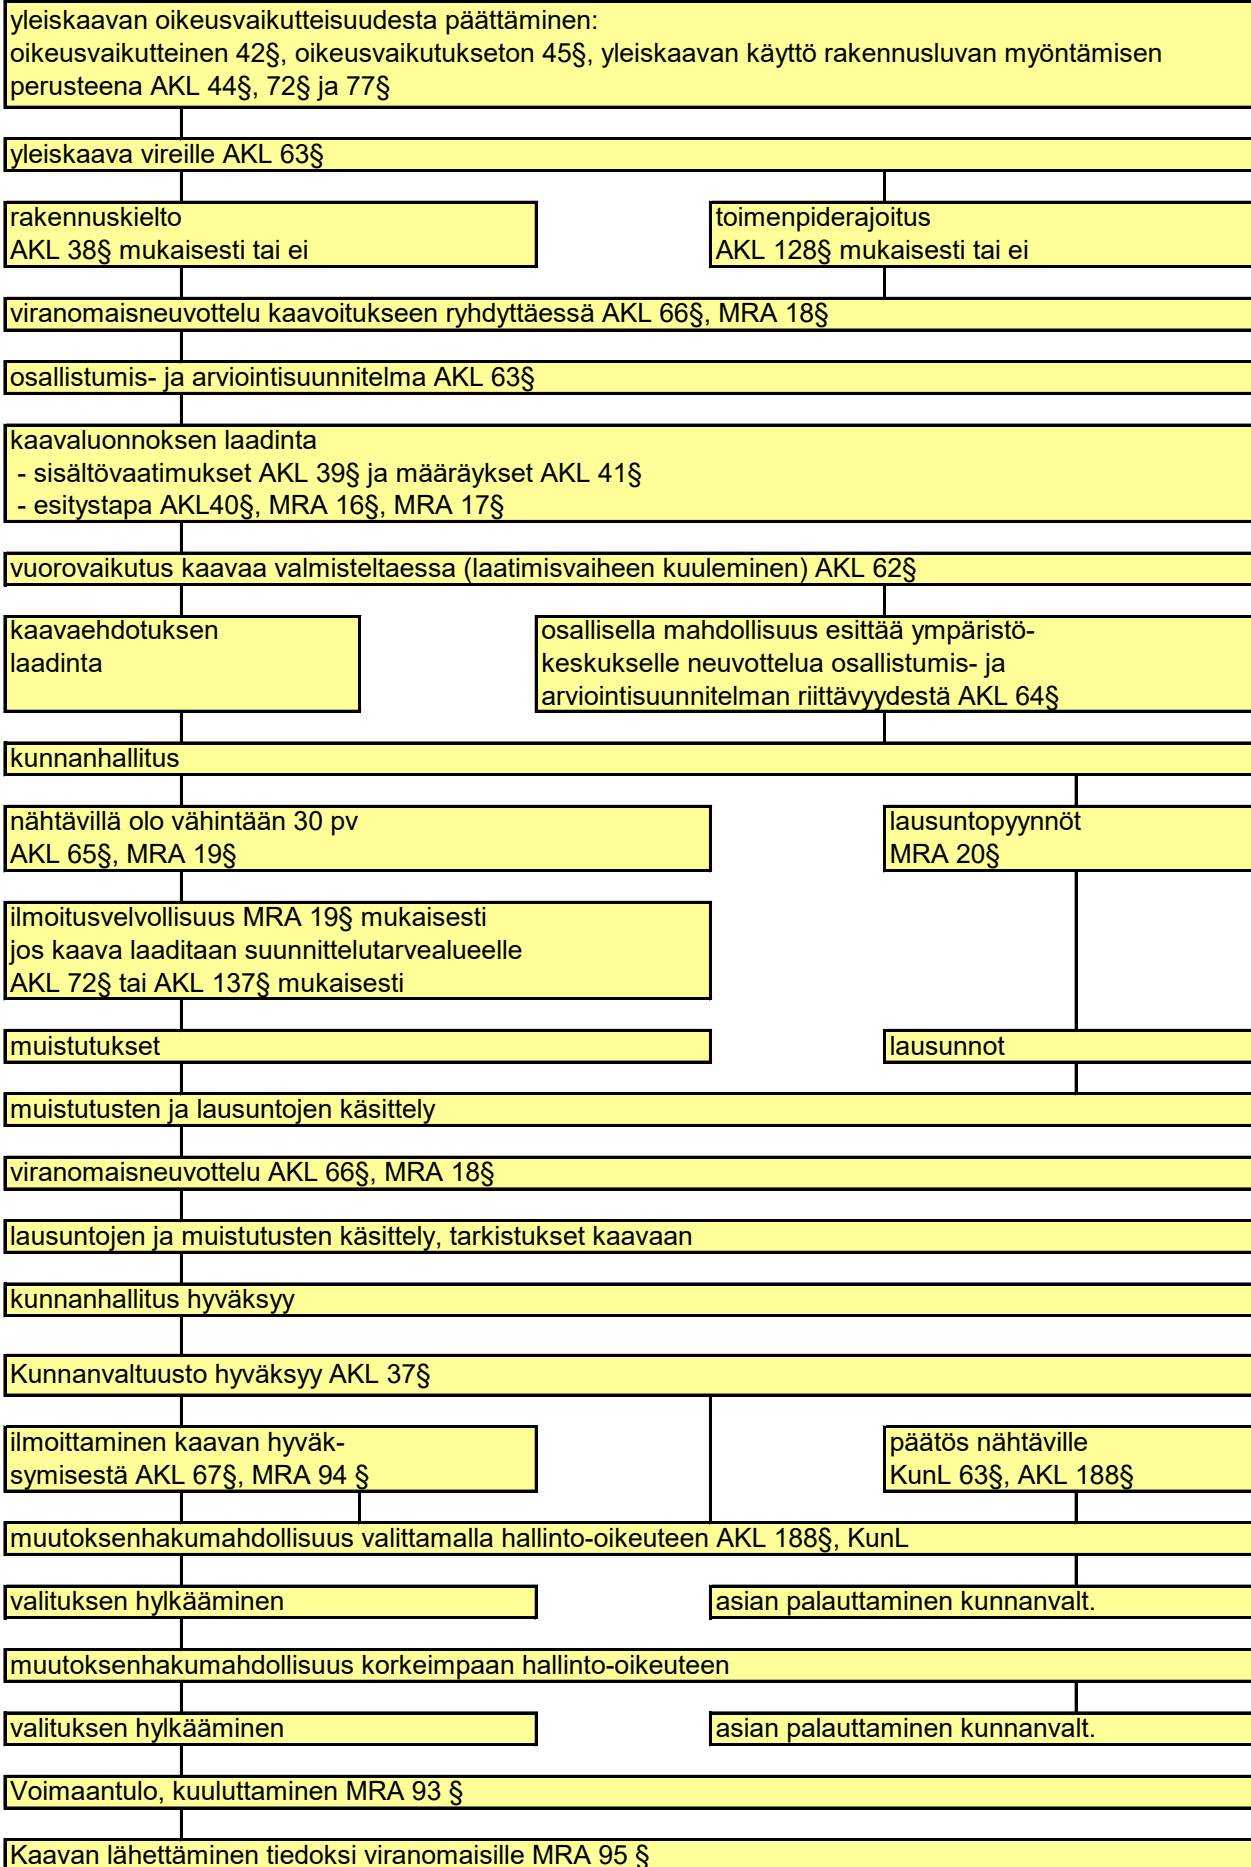 yleiskaavan oikeusvaikutteisuudesta päättäminen:
oikeusvaikutteinen 42§, oikeusvaikutukseton 45§, yleiskaavan käyttö rakennusluvan myöntämisen
perusteena AKL 44§, 72§ ja 77§
yleiskaava vireille AKL 63§
rakennuskielto
AKL 38§ mukaisesti tai ei
toimenpiderajoitus
AKL 128§ mukaisesti tai ei
viranomaisneuvottelu kaavoitukseen ryhdyttäessä AKL 66§, MRA 18§
osallistumis- ja arviointisuunnitelma AKL 63§
kaavaluonnoksen laadinta
- sisältövaatimukset AKL 39§ ja määräykset AKL 41§
- esitystapa AKL40§, MRA 16§, MRA 17§
vuorovaikutus kaavaa valmisteltaessa (laatimisvaiheen kuuleminen) AKL 62§
kaavaehdotuksen
laadinta
osallisella mahdollisuus esittää ympäristö-
keskukselle neuvottelua osallistumis- ja
arviointisuunnitelman riittävyydestä AKL 64§
kunnanhallitus
nähtävillä olo vähintään 30 pv
AKL 65§, MRA 19§
lausuntopyynnöt
MRA 20§
ilmoitusvelvollisuus MRA 19§ mukaisesti
jos kaava laaditaan suunnittelutarvealueelle
AKL 72§ tai AKL 137§ mukaisesti
muistutukset
lausunnot
muistutusten ja lausuntojen käsittely
viranomaisneuvottelu AKL 66§, MRA 18§
lausuntojen ja muistutusten käsittely, tarkistukset kaavaan
kunnanhallitus hyväksyy
Kunnanvaltuusto hyväksyy AKL 37§
ilmoittaminen kaavan hyväk-
symisestä AKL 67§, MRA 94 §
päätös nähtäville
KunL 63§, AKL 188§
muutoksenhakumahdollisuus valittamalla hallinto-oikeuteen AKL 188§, KunL
valituksen hylkääminen
asian palauttaminen kunnanvalt.
muutoksenhakumahdollisuus korkeimpaan hallinto-oikeuteen
valituksen hylkääminen
asian palauttaminen kunnanvalt.
Voimaantulo, kuuluttaminen MRA 93 §
Kaavan lähettäminen tiedoksi viranomaisille MRA 95 §